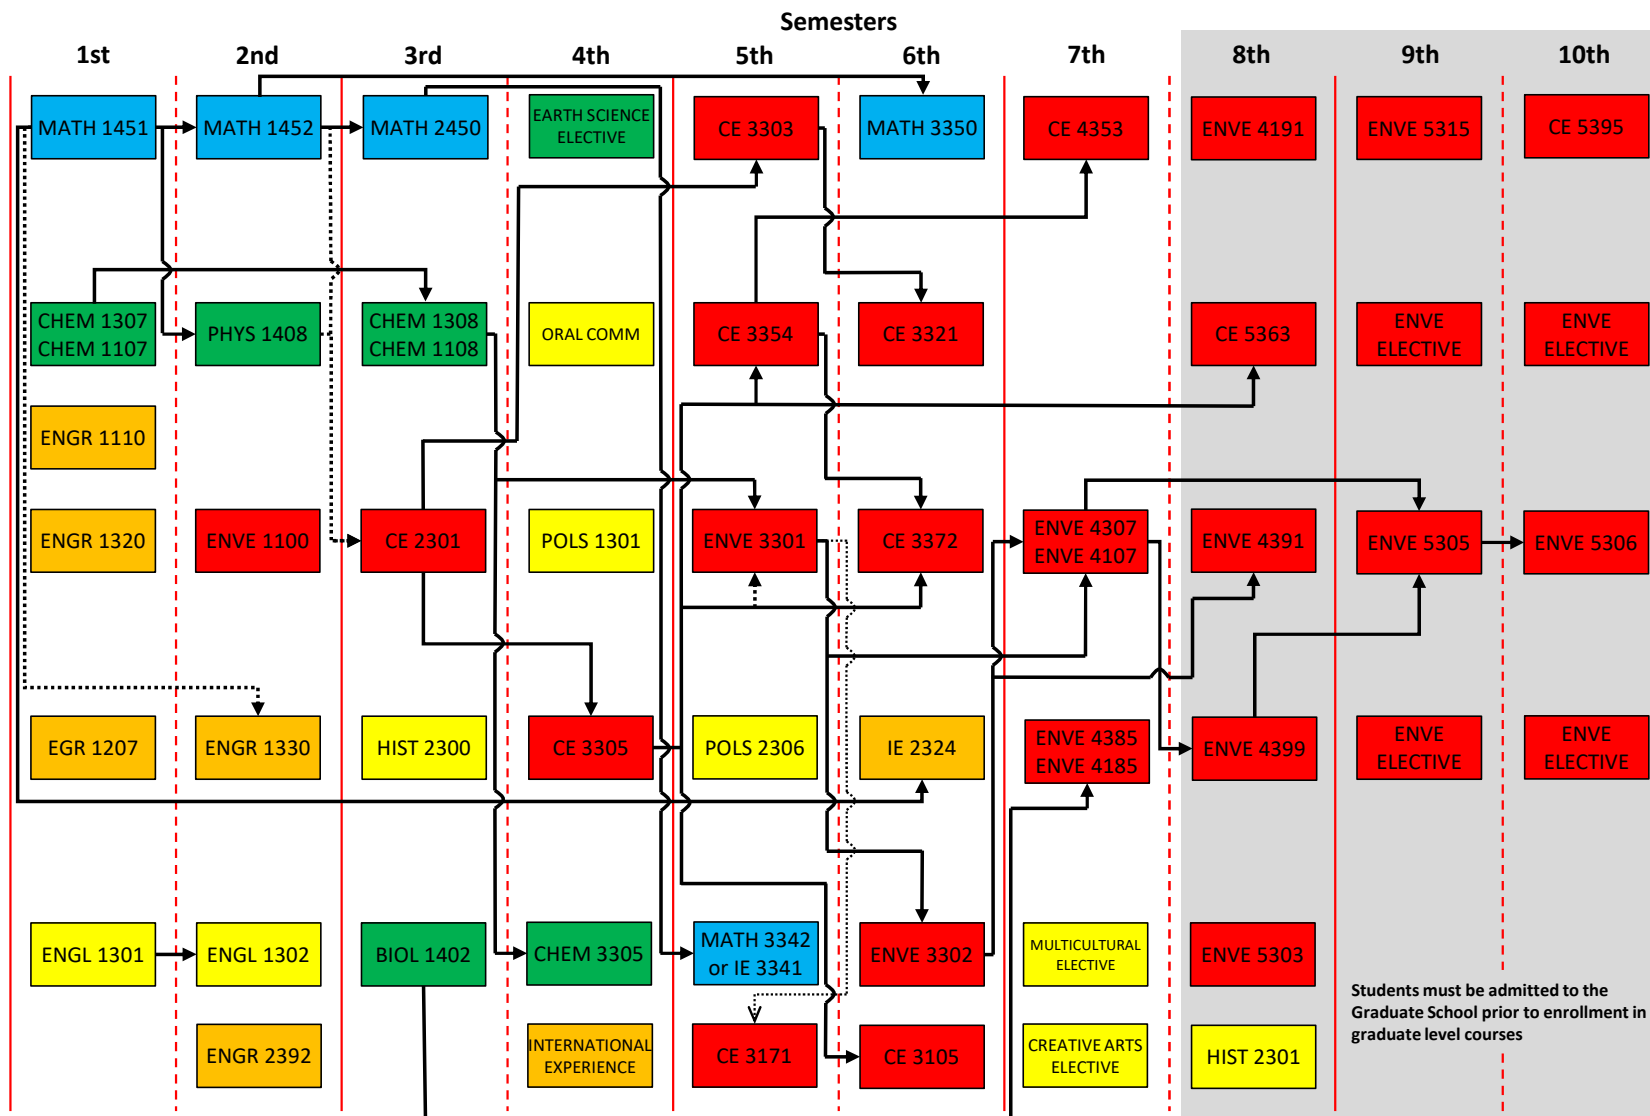 Semesters
1st
2nd
3rd
4th
5th
6th
7th
8th
9th
10th
MATH 1451
MATH 1452
MATH 2450
EARTH SCIENCE
ELECTIVE
CE 3303
MATH 3350
CE 4353
ENVE 4191
ENVE 5315
CE 5395
CHEM 1307
CHEM 1107
PHYS 1408
CHEM 1308
CHEM 1108
ORAL COMM
CE 3354
CE 3321
CE 5363
ENVE
ELECTIVE
ENVE
ELECTIVE
ENGR 1110
ENGR 1320
ENVE 1100
CE 2301
POLS 1301
ENVE 3301
CE 3372
ENVE 4307
ENVE 4107
ENVE 4391
ENVE 5305
ENVE 5306
EGR 1207
ENGR 1330
HIST 2300
CE 3305
POLS 2306
IE 2324
ENVE 4385
ENVE 4185
ENVE 4399
ENVE
ELECTIVE
ENVE
ELECTIVE
ENGL 1301
ENGL 1302
BIOL 1402
CHEM 3305
MATH 3342
or IE 3341
ENVE 3302
MULTICULTURAL
ELECTIVE
ENVE 5303
Students must be admitted to the
Graduate School prior to enrollment in
graduate level courses
ENGR 2392
INTERNATIONAL
EXPERIENCE
CE 3171
CE 3105
CREATIVE ARTS
ELECTIVE
HIST 2301